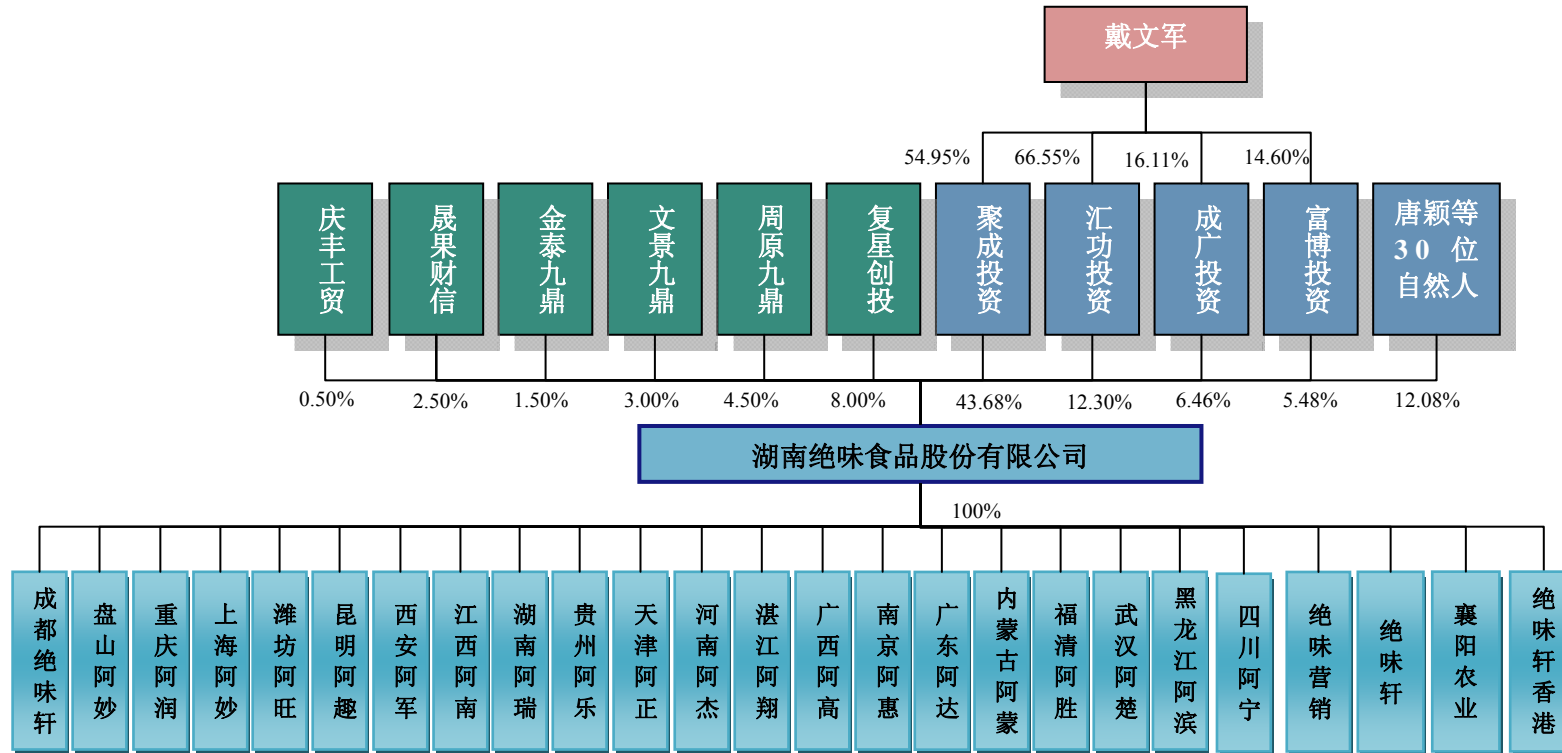 戴文军
54.95%
66.55%
16.11%
14.60%
庆丰工贸
晟果财信
金泰九鼎
文景九鼎
周原九鼎
复星创投
聚成投资
汇功投资
成广投资
富博投资
唐颖等
30 位
自然人
0.50%
2.50%
1.50%
3.00%
4.50%
8.00%
43.68%
12.30%
6.46%
5.48%
12.08%
湖南绝味食品股份有限公司
100%
成都绝味轩
盘山阿妙
重庆阿润
上海阿妙
潍坊阿旺
昆明阿趣
西安阿军
江西阿南
湖南阿瑞
贵州阿乐
天津阿正
河南阿杰
湛江阿翔
广西阿高
南京阿惠
广东阿达
内蒙古阿蒙
福清阿胜
武汉阿楚
黑龙江阿滨
四川阿宁
绝味营销
绝味轩
襄阳农业
绝味轩香港